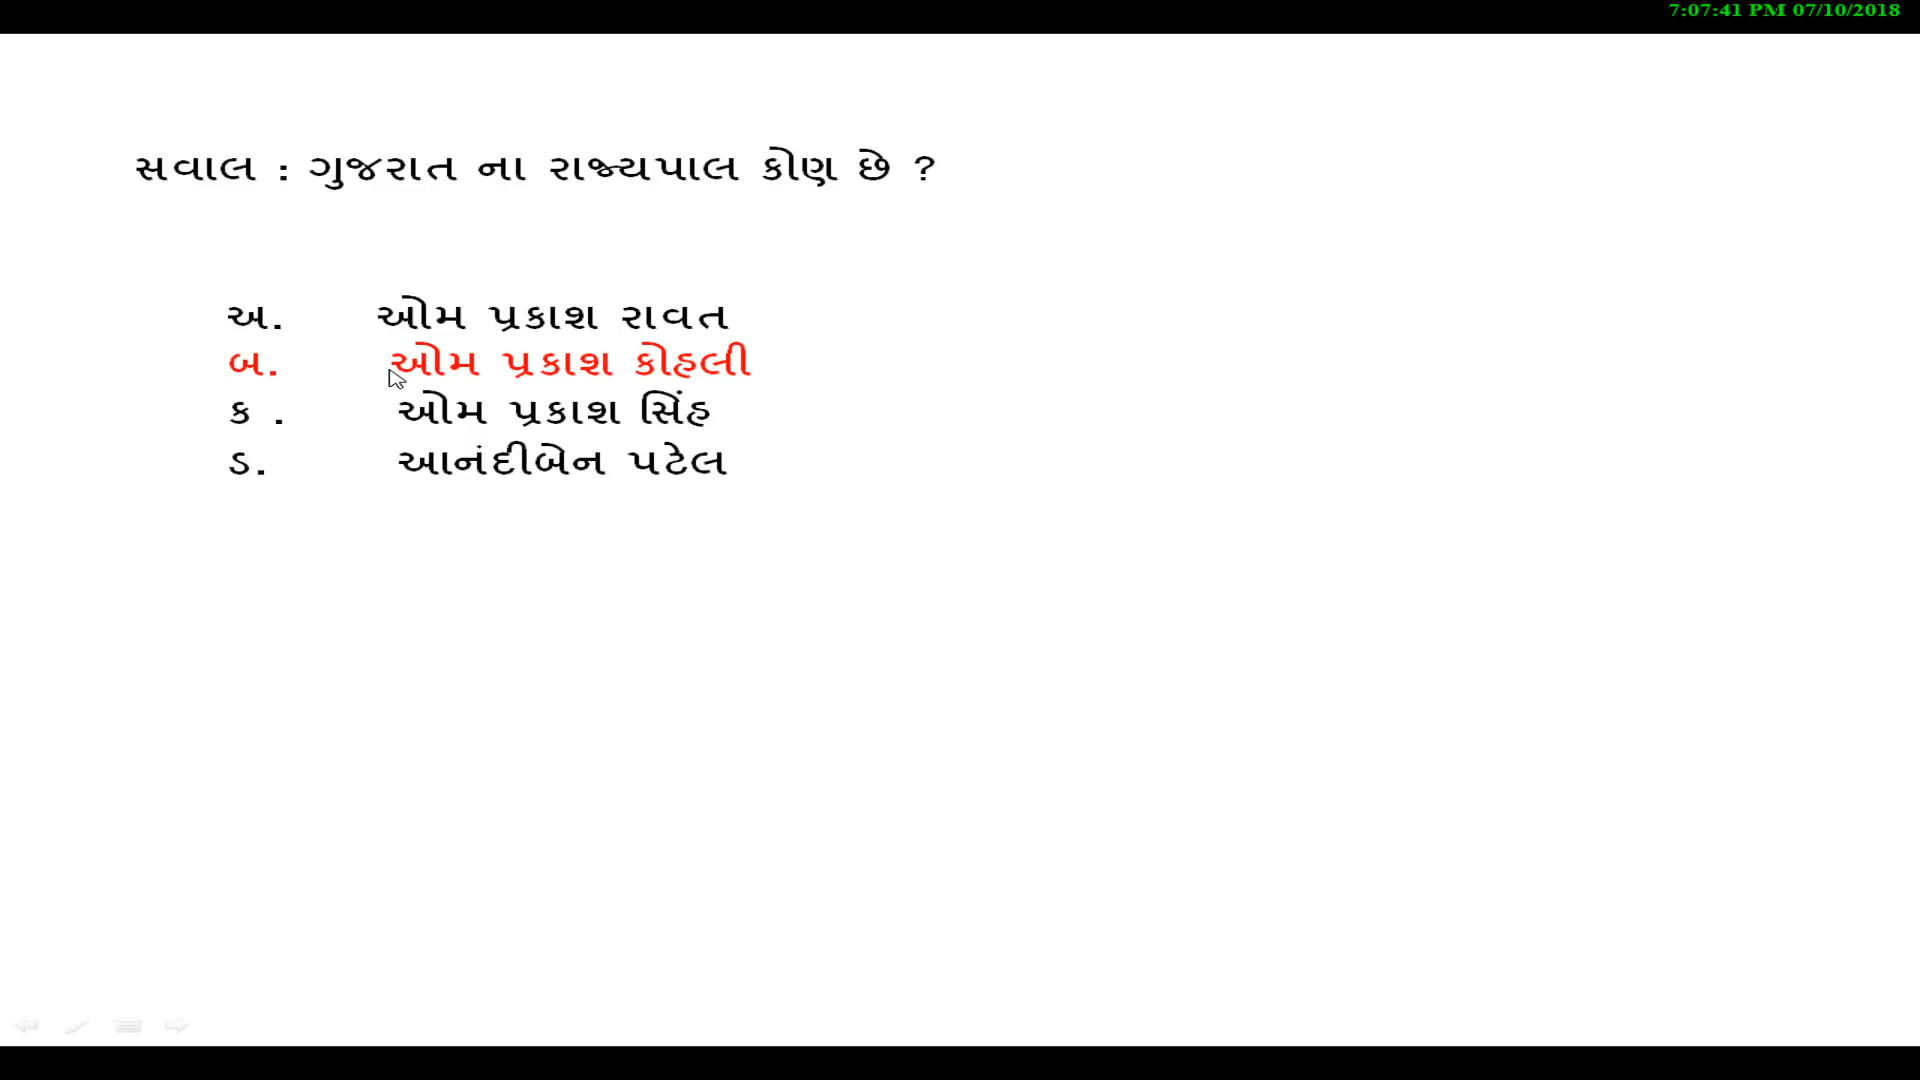 7:07:41 PM 07/10/2018
સવાલ : ગુજરાત ના રાજ્યપાલ કોણ છે ?
અ. ઓમ પ્રકાશ રાવત
બ. ઓમ પ્રકાશ કોહલી
ક . ઓમ પ્રકાશ સિંહ
ડ. આનંદીબેન પટેલ